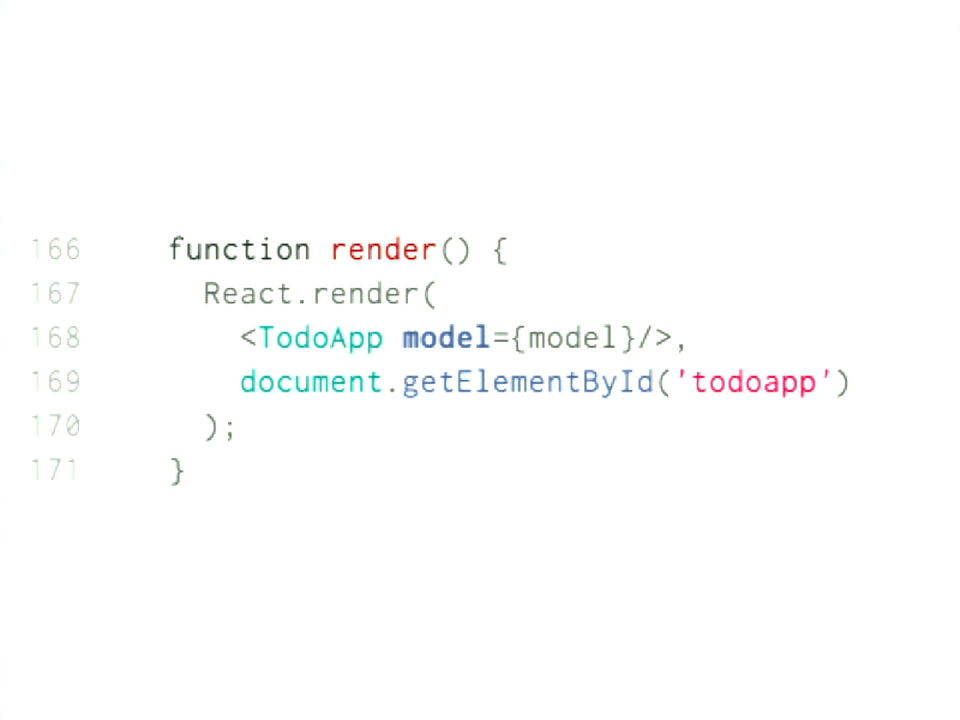 166 function render() {
167 React.render(
168 <TodoApp model={model}/>,
169 document.getElementById('todoapp')
170 );
171 }